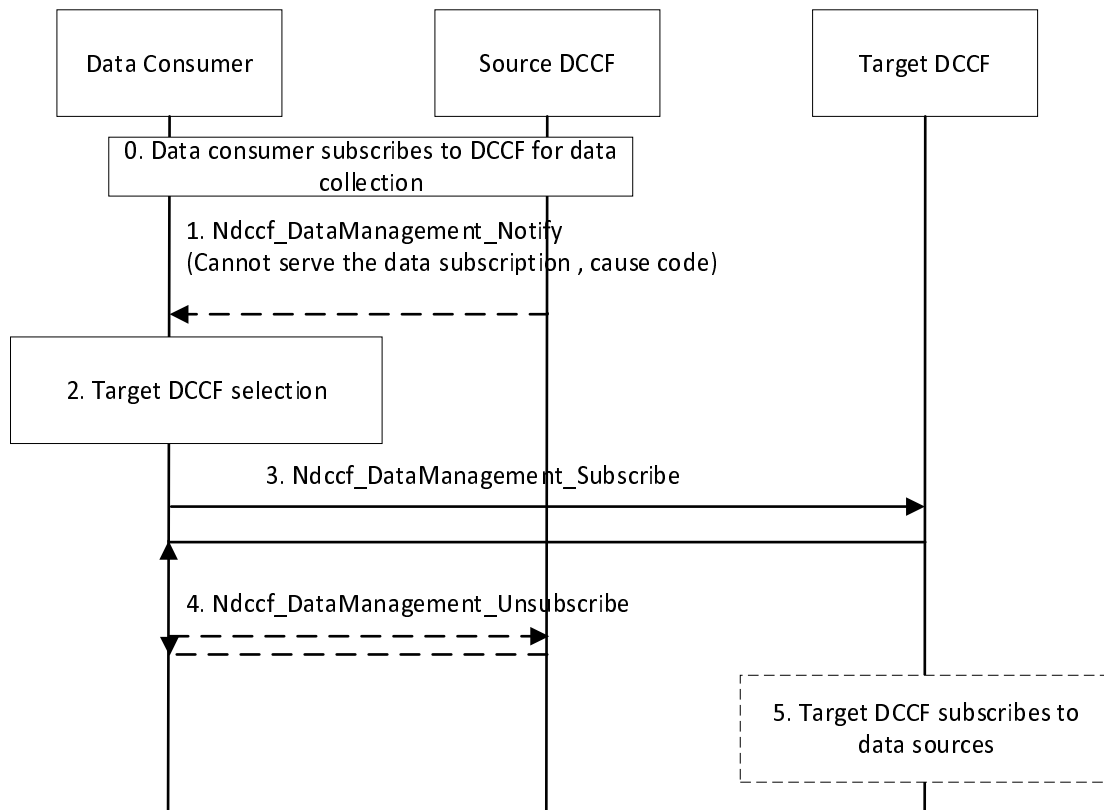 Data Consumer
Source DCCF
Target DCCF
0. Data consumer subscribes to DCCF for data
collection
1. Ndccf_DataManagement_Notify
(Cannot serve the data subscription , cause code)
2. Target DCCF selection
3. Ndccf_DataManagement_Subscribe
4. Ndccf_DataManagement_Unsubscribe
5. Target DCCF subscribes to
data sources